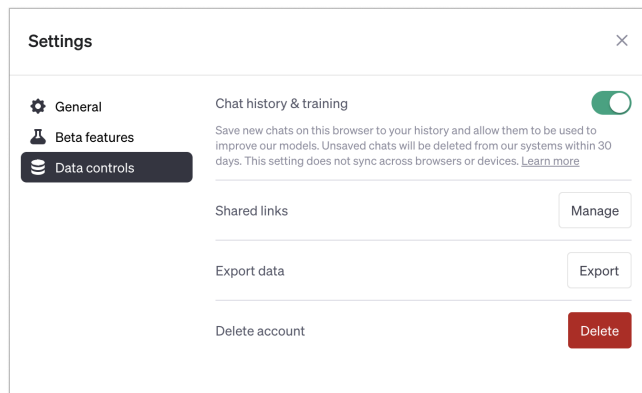 Settings
General
Beta features
Data controls
Chat history & training
Save new chats on this browser to your history and allow them to be used to
improve our models. Unsaved chats will be deleted from our systems within 30
days. This setting does not sync across browsers or devices. Learn more
Shared links
Manage
Export data
Export
Delete account
Delete